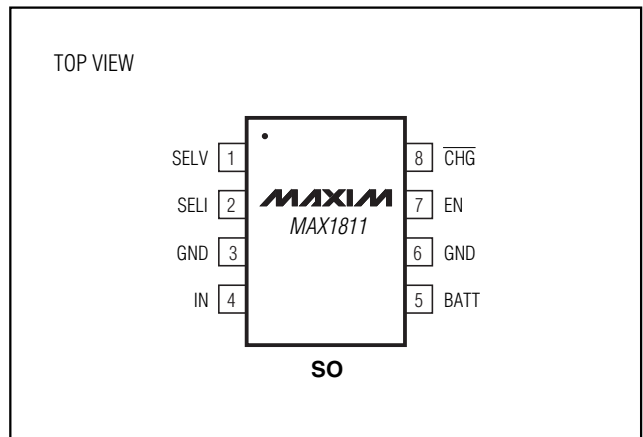 TOP VIEW
SELV 1
SELI 2
GND 3
IN 4
MAXIM
MAX1811
8 CHG
7 EN
6 GND
5 BATT
SO